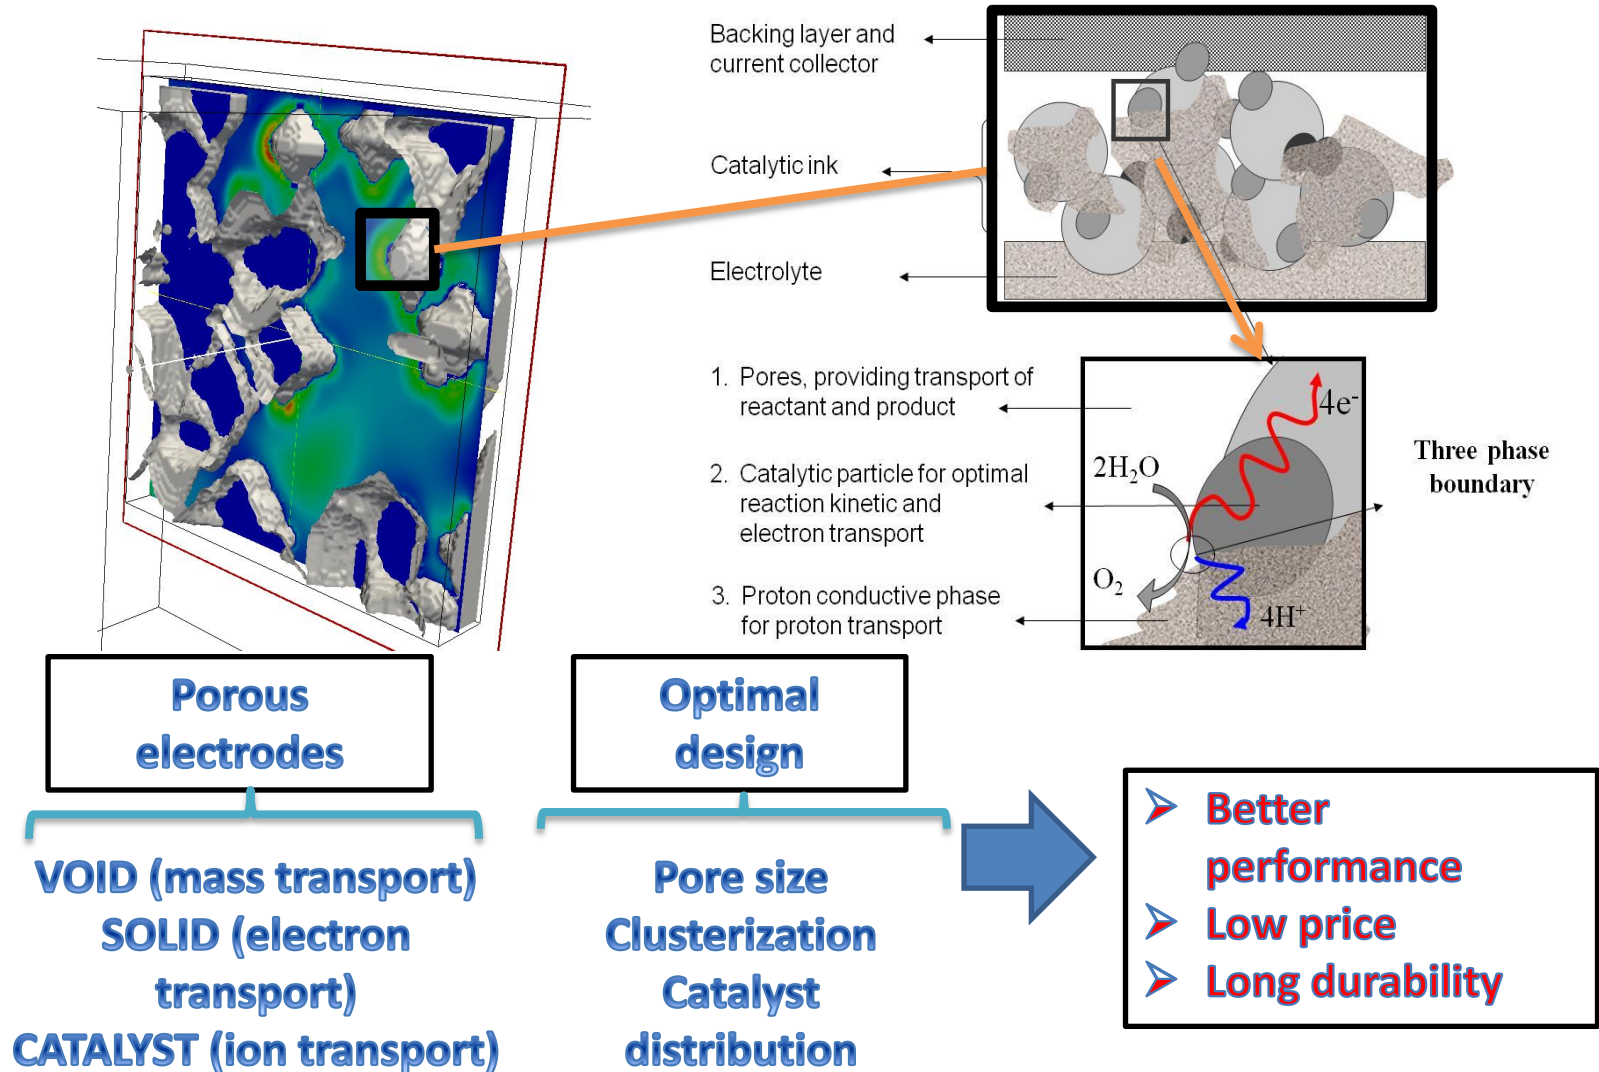 Backing layer and
current collector
Catalytic ink
Electrolyte
1. Pores, providing transport of
reactant and product
2. Catalytic particle for optimal
reaction kinetic and
electron transport
3. Proton conductive phase
for proton transport
4e⁻
2H₂O
O₂
4H⁺
Three phase
boundary
Porous
electrodes
VOID (mass transport)
SOLID (electron
transport)
CATALYST (ion transport)
Optimal
design
Pore size
Clusterization
Catalyst
distribution
Better
performance
Low price
Long durability